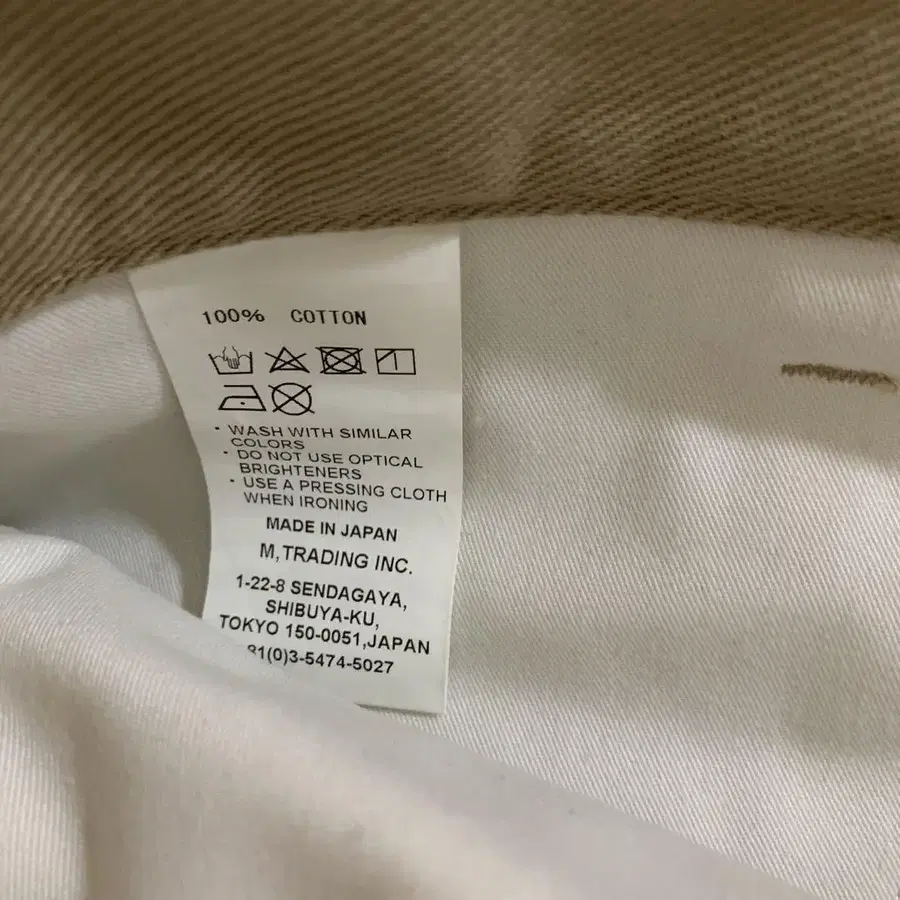 100% COTTON
• WASH WITH SIMILAR
COLORS
• DO NOT USE OPTICAL
BRIGHTENERS
• USE A PRESSING CLOTH
WHEN IRONING
MADE IN JAPAN
M,TRADING INC.
1-22-8 SENDAGAYA,
SHIBUYA-KU,
TOKYO 150-0051,JAPAN
81(0)3-5474-5027